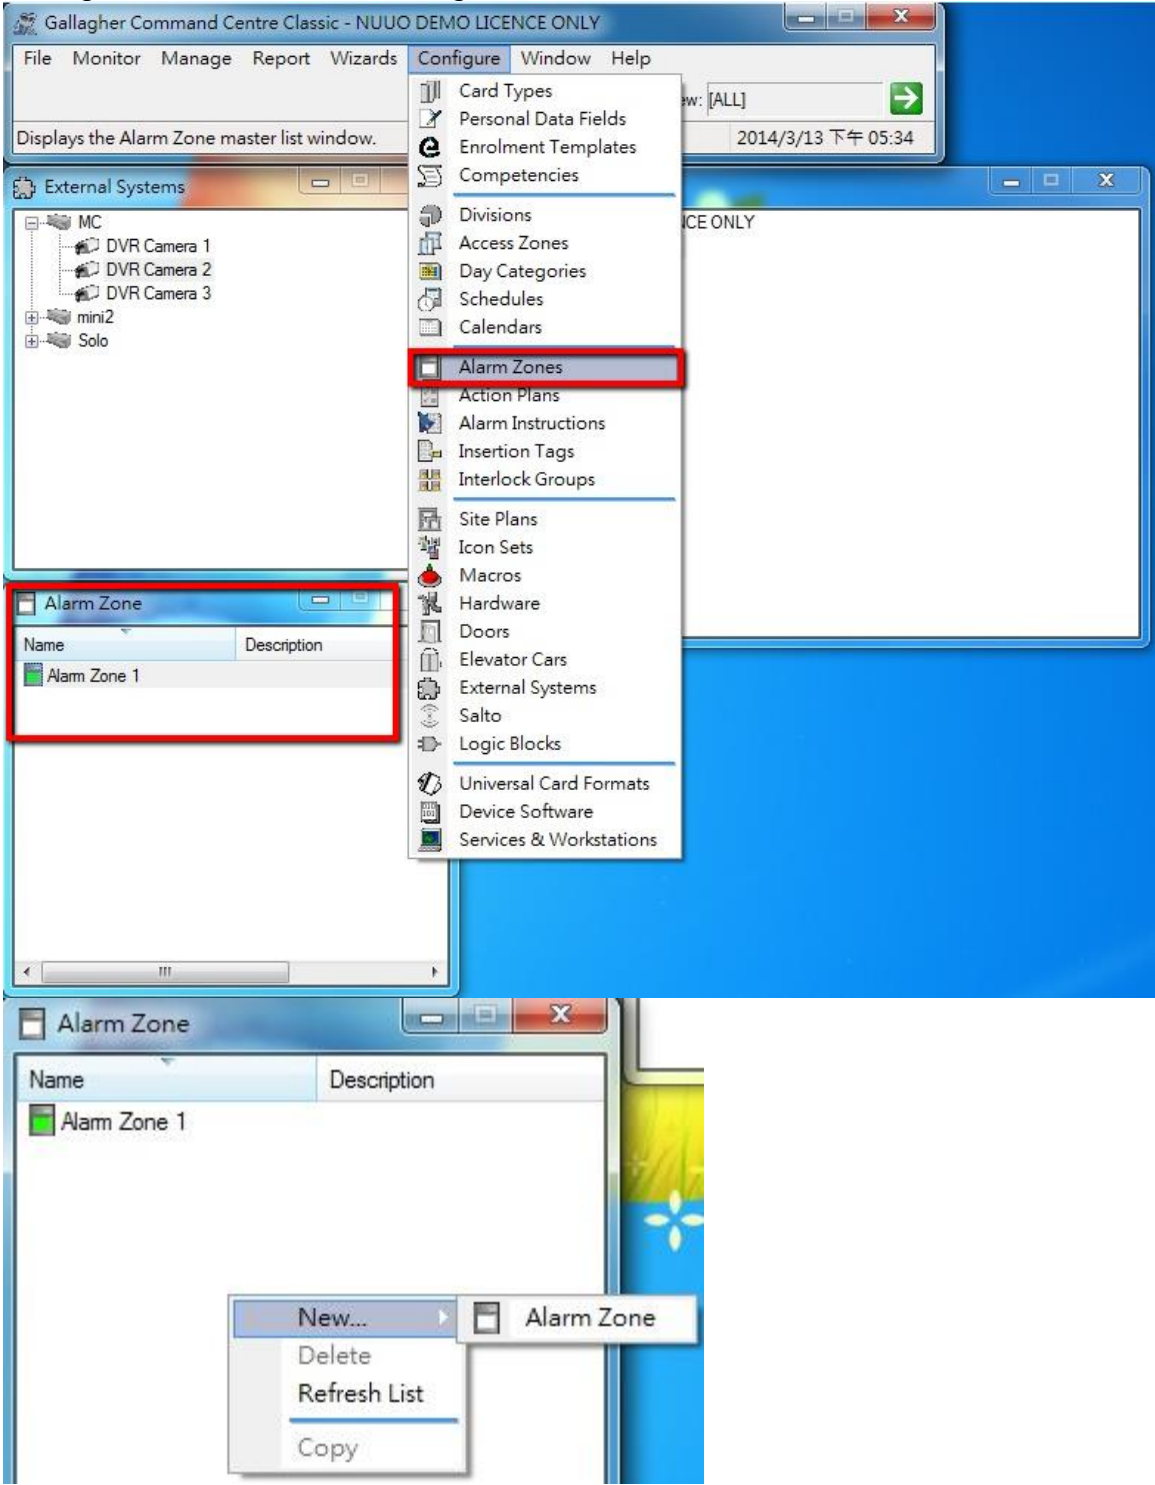 Gallagher Command Centre Classic - NUUO DEMO LICENCE ONLY
File Monitor Manage Report Wizards Configure Window Help
[ALL]
Displays the Alarm Zone master list window.
2014/3/13 下午 05:34
Card Types
Personal Data Fields
Enrolment Templates
Competencies
Divisions
Access Zones
Day Categories
Schedules
Calendars
Alarm Zones
Action Plans
Alarm Instructions
Insertion Tags
Interlock Groups
Site Plans
Icon Sets
Macros
Hardware
Doors
Elevator Cars
External Systems
Salto
Logic Blocks
Universal Card Formats
Device Software
Services & Workstations
External Systems
MC
DVR Camera 1
DVR Camera 2
DVR Camera 3
mini2
Solo
ONLY
Alarm Zone
Name Description
Alarm Zone 1
Alarm Zone
Name Description
Alarm Zone 1
New... Alarm Zone
Delete
Refresh List
Copy